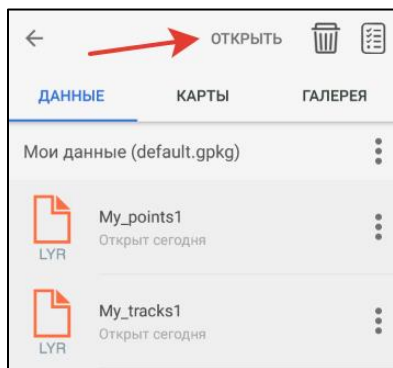 ОТКРЫТЬ
ДАННЫЕ КАРТЫ ГАЛЕРЕЯ
Мои данные (default.gpkg)
My_points1
Открыт сегодня
LYR
My_tracks1
Открыт сегодня
LYR